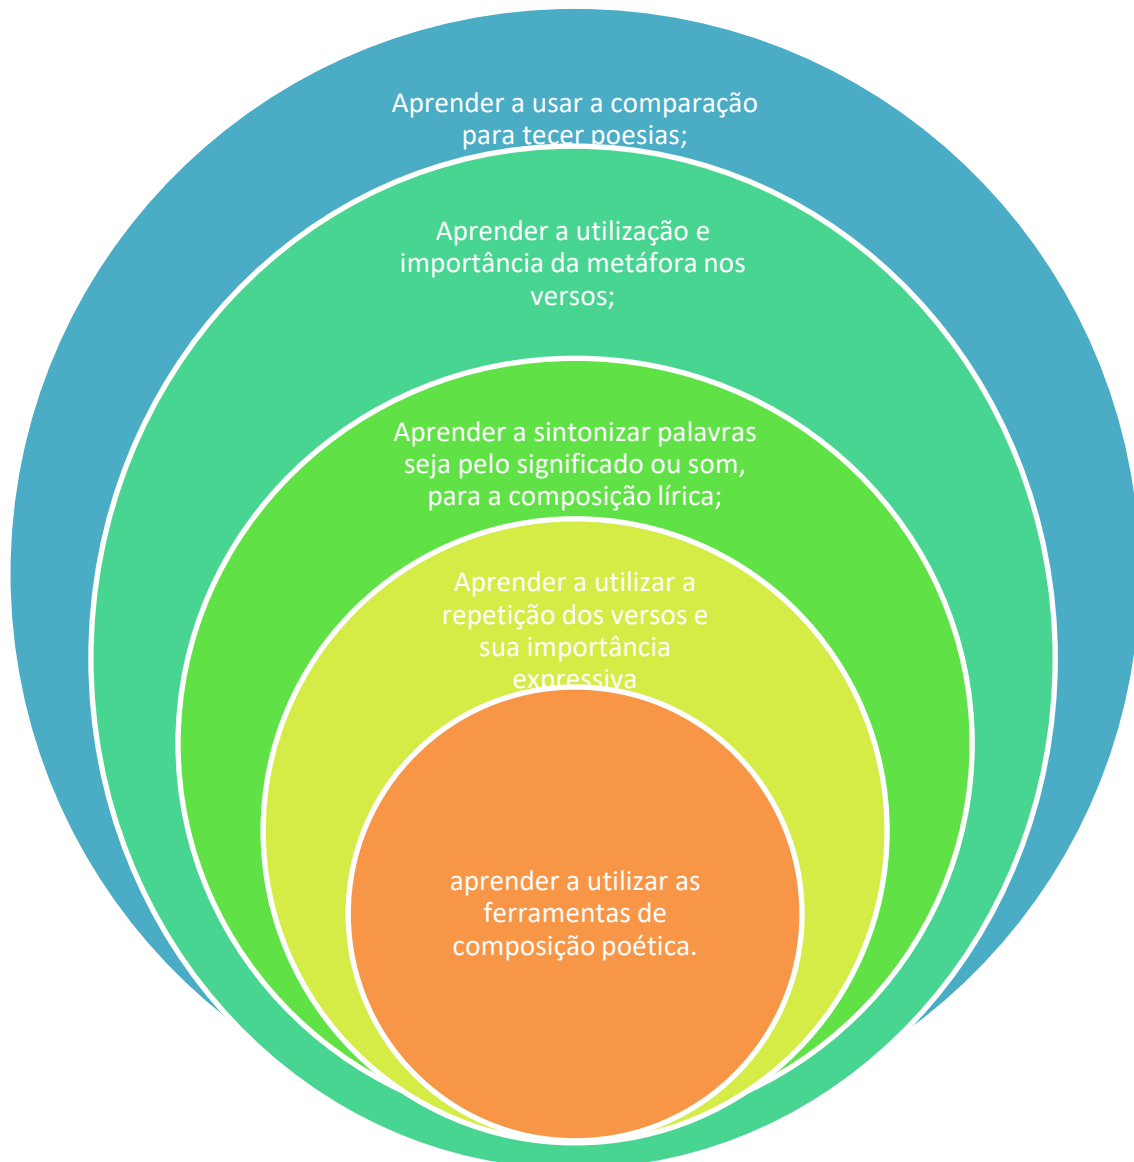 Aprender a usar a comparação
para tecer poesias;
Aprender a utilização e
importância da metáfora nos
versos;
Aprender a sintonizar palavras
seja pelo significado ou som,
para a composição lírica;
Aprender a utilizar a
repetição dos versos e
sua importância
expressiva
aprender a utilizar as
ferramentas de
composição poética.